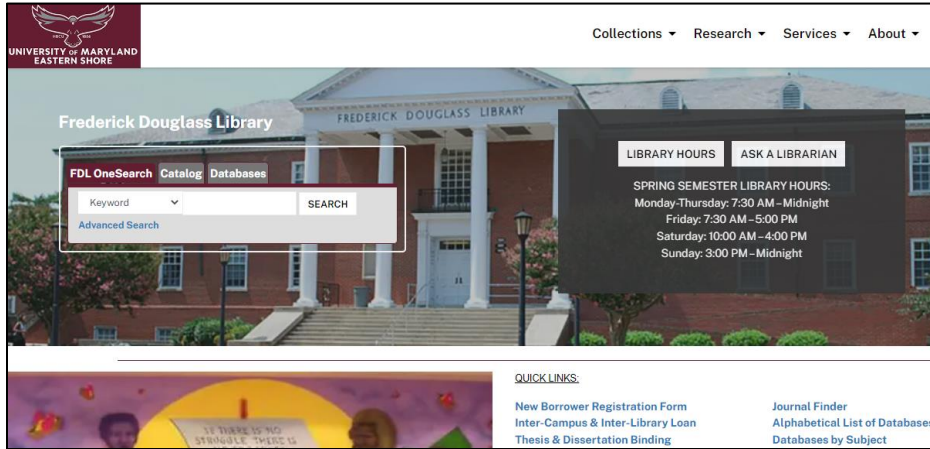 HBCU 1886
UNIVERSITY OF MARYLAND
EASTERN SHORE
Collections Research Services About
Frederick Douglass Library
FREDERICK DOUGLASS LIBRARY
FDL OneSearch Catalog Databases
Keyword SEARCH
Advanced Search
LIBRARY HOURS ASK A LIBRARIAN
SPRING SEMESTER LIBRARY HOURS:
Monday-Thursday: 7:30 AM – Midnight
Friday: 7:30 AM – 5:00 PM
Saturday: 10:00 AM – 4:00 PM
Sunday: 3:00 PM – Midnight
IF THERE IS NO
STRUGGLE THERE IS
QUICK LINKS:
New Borrower Registration Form
Inter-Campus & Inter-Library Loan
Thesis & Dissertation Binding
Journal Finder
Alphabetical List of Databases
Databases by Subject